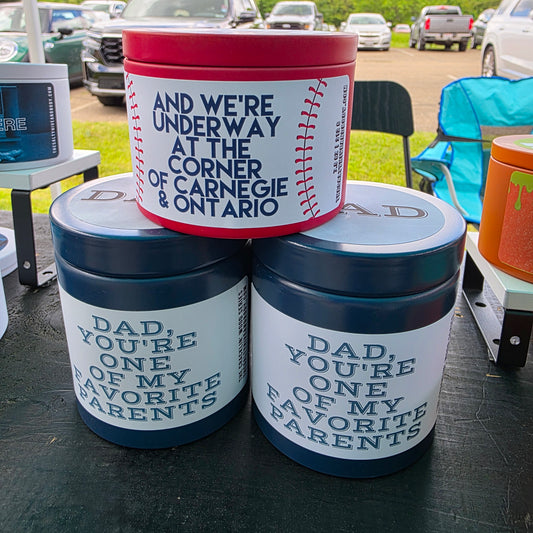 AND WE'RE
UNDERWAY
AT THE
CORNER
OF CARNEGIE
& ONTARIO
DAD
DAD,
YOU'RE
ONE
OF MY
FAVORITE
PARENTS
DAD,
YOU'RE
ONE
OF MY
FAVORITE
PARENTS